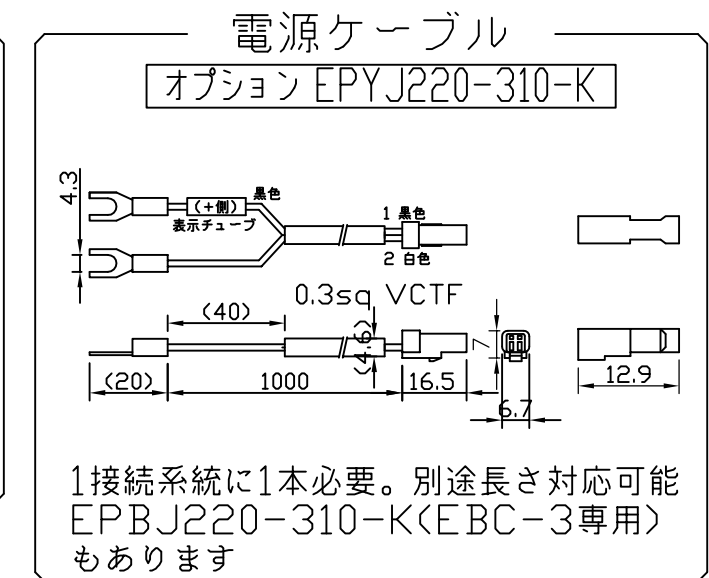 電源ケーブル
オプション EPYJ220-310-K
4.3
(+側)
黒色
表示チューブ
1 黒色
2 白色
0.3sq VCTF
(40)
(4.6)
7
(20)
1000
16.5
6.7
12.9
1接続系統に1本必要。別途長さ対応可能
EPBJ220-310-K(EBC-3専用)
もあります